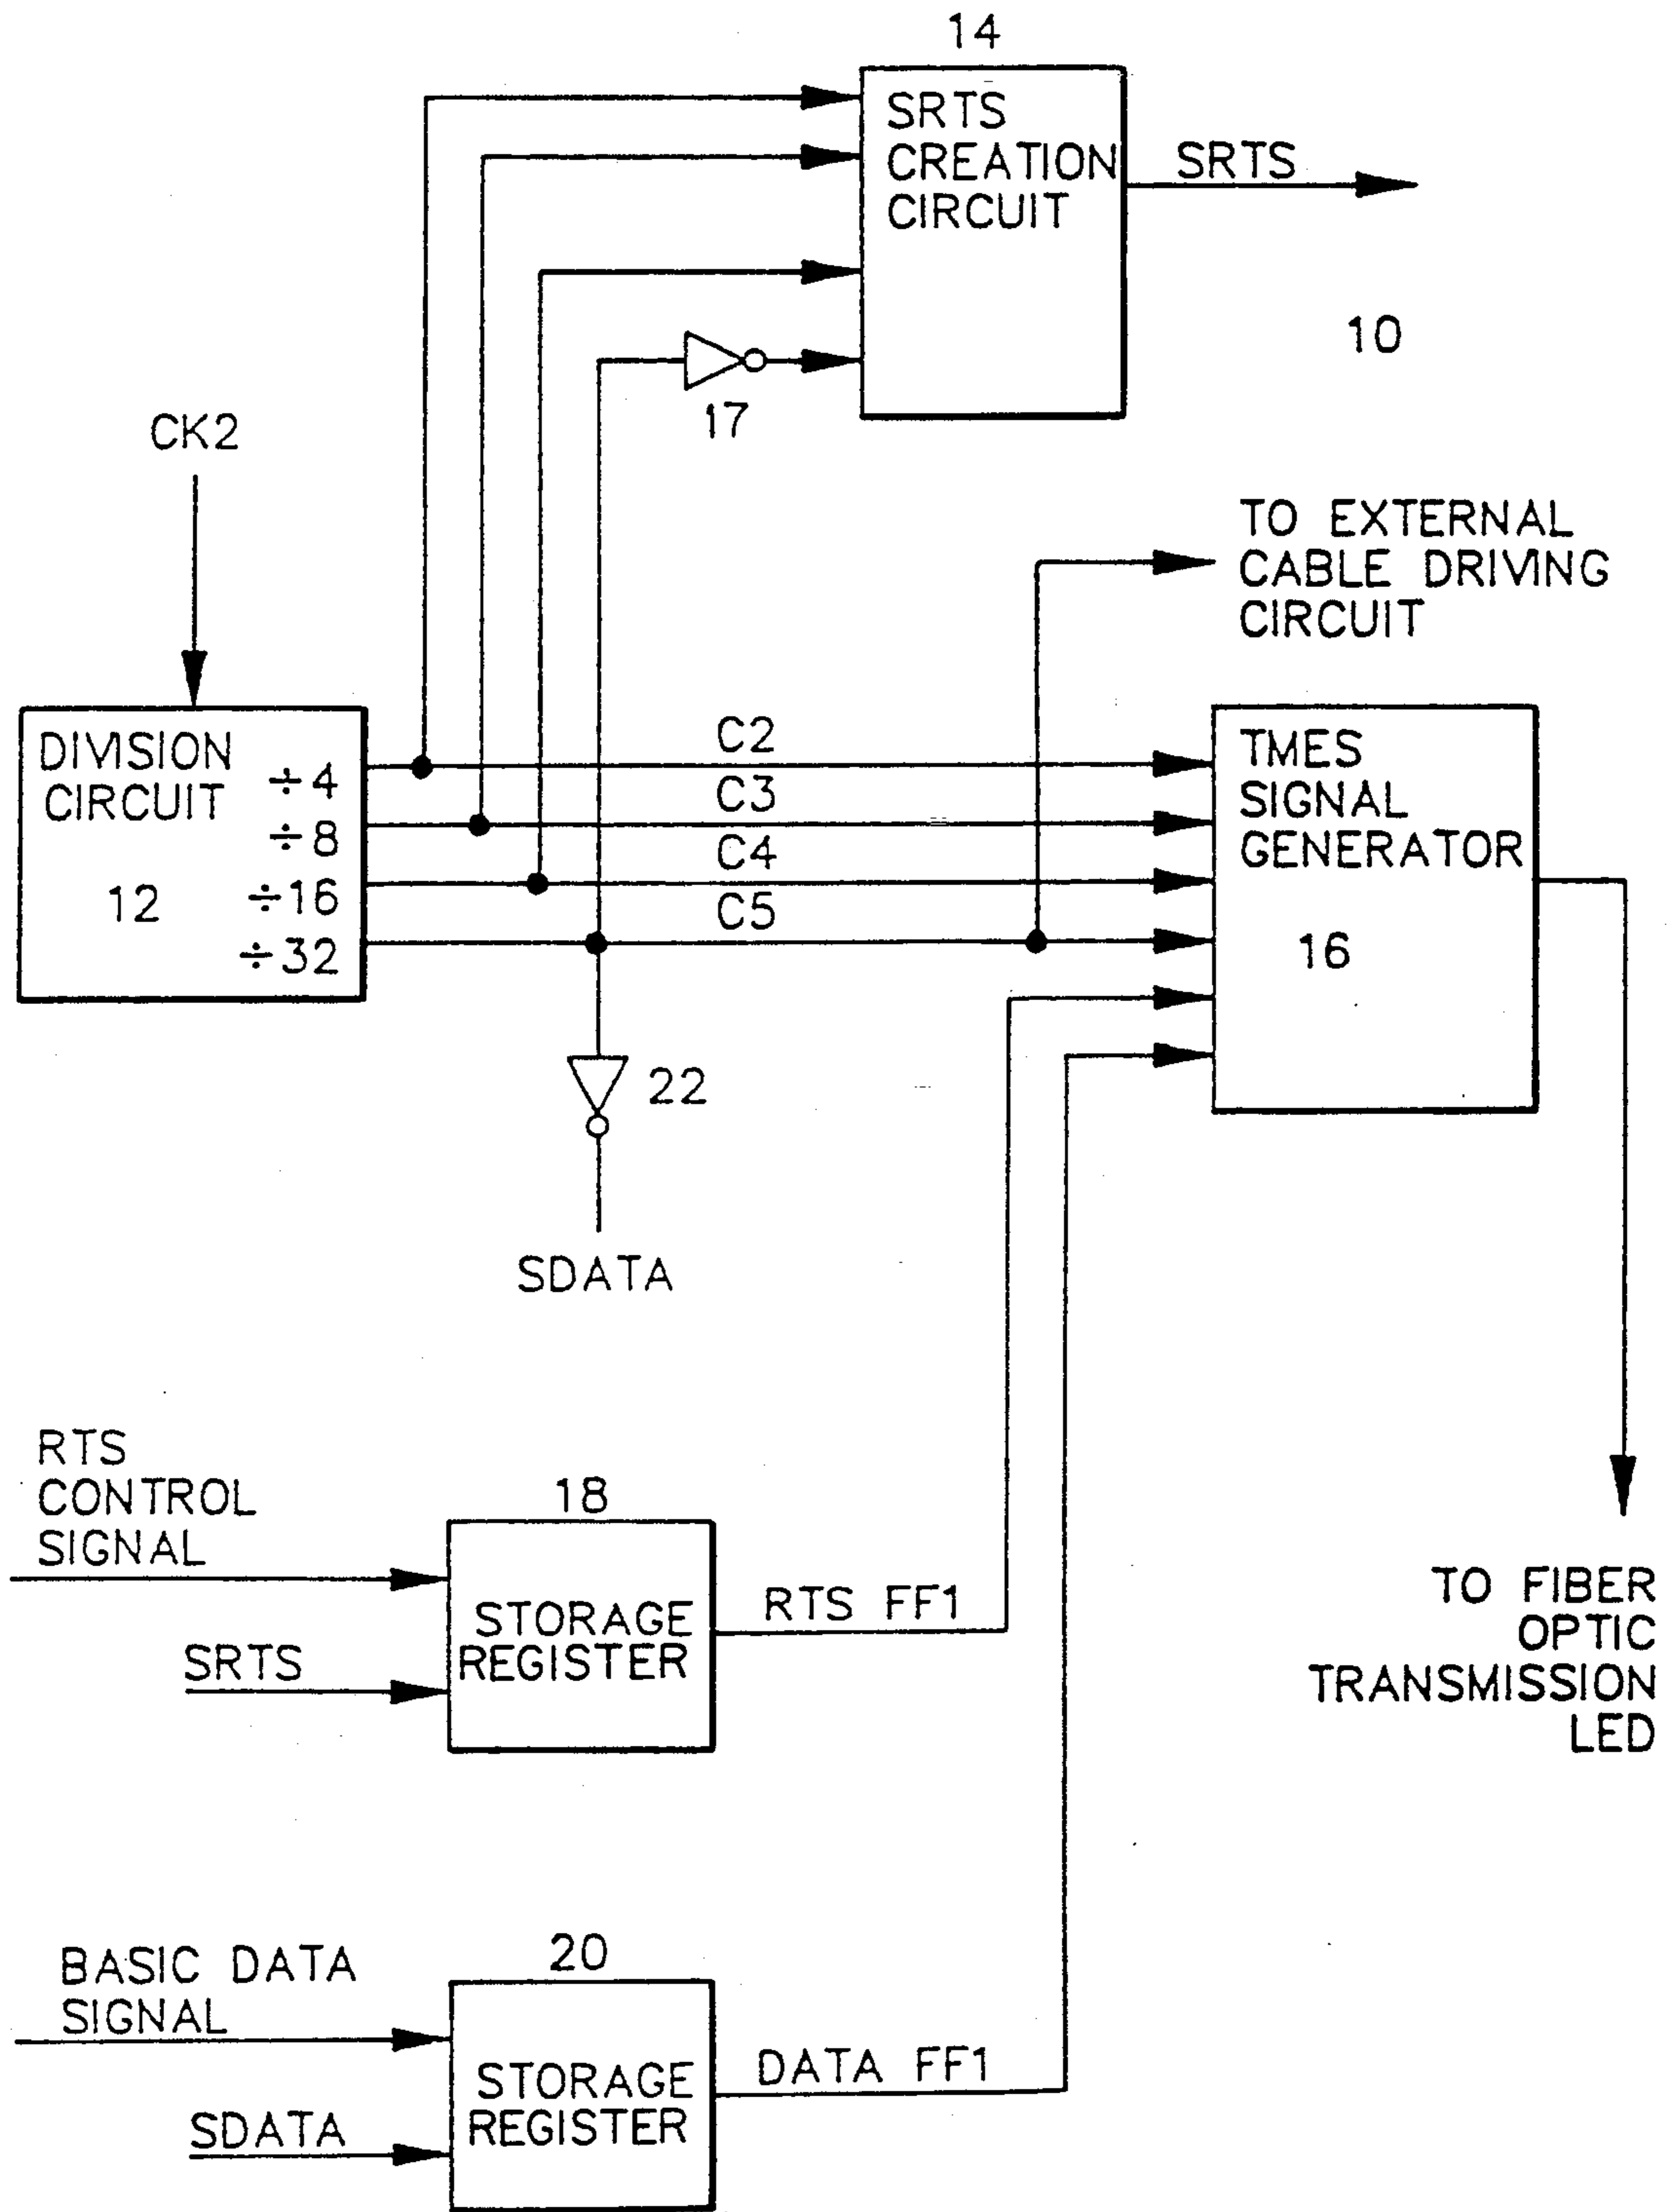 14
SRTS
CREATION
CIRCUIT
SRTS
10
17
CK2
TO EXTERNAL
CABLE DRIVING
CIRCUIT
DIVISION
CIRCUIT
÷4
÷8
÷16
÷32
12
C2
C3
C4
C5
TMES
SIGNAL
GENERATOR
16
22
SDATA
RTS
CONTROL
SIGNAL
18
STORAGE
REGISTER
RTS FF1
SRTS
TO FIBER
OPTIC
TRANSMISSION
LED
BASIC DATA
SIGNAL
20
STORAGE
REGISTER
DATA FF1
SDATA